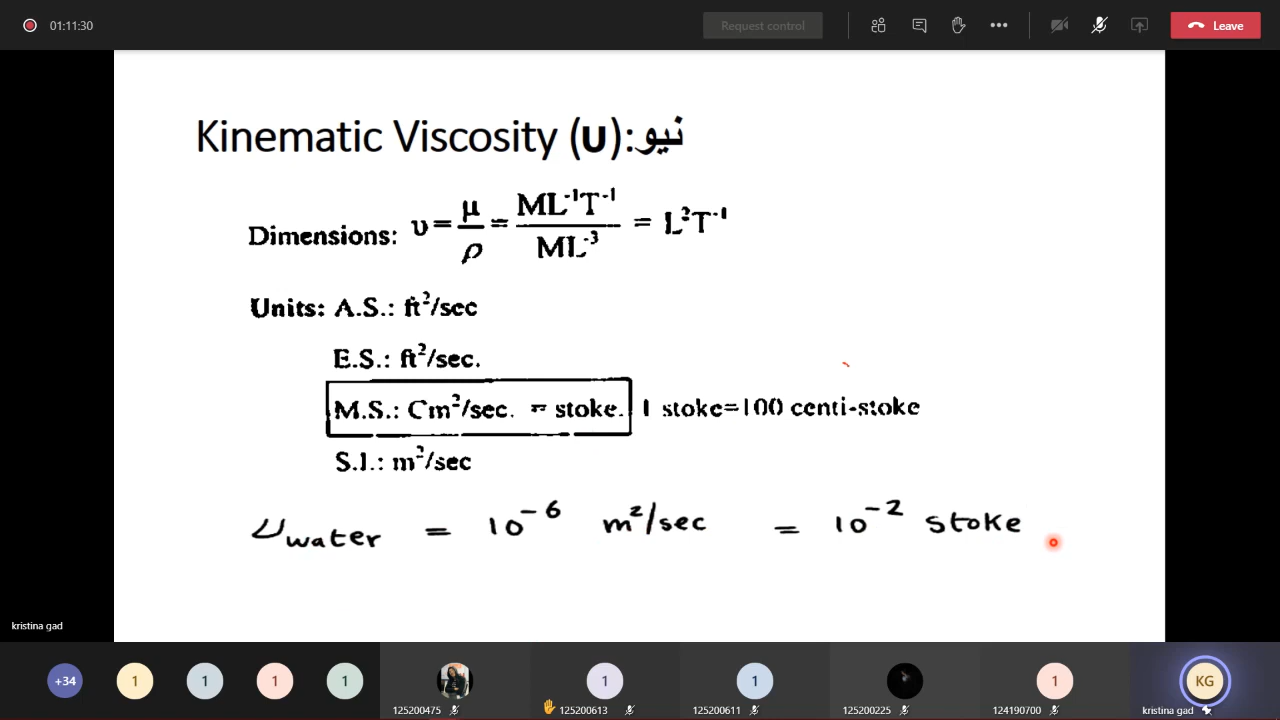 01:11:30
Request control
Leave
Kinematic Viscosity (υ):نيو
Dimensions: υ = μ/ρ = ML⁻¹T⁻¹/ML⁻³ = L²T⁻¹
Units: A.S.: ft²/sec
E.S.: ft²/sec.
M.S.: Cm²/sec. = stoke. 1 stoke=100 centi-stoke
S.I.: m²/sec
υwater = 10⁻⁶ m²/sec = 10⁻² stoke
kristina gad
+34 1 1 1 1 1 1 1 KG
125200475 125200613 125200611 125200225 124190700 kristina gad